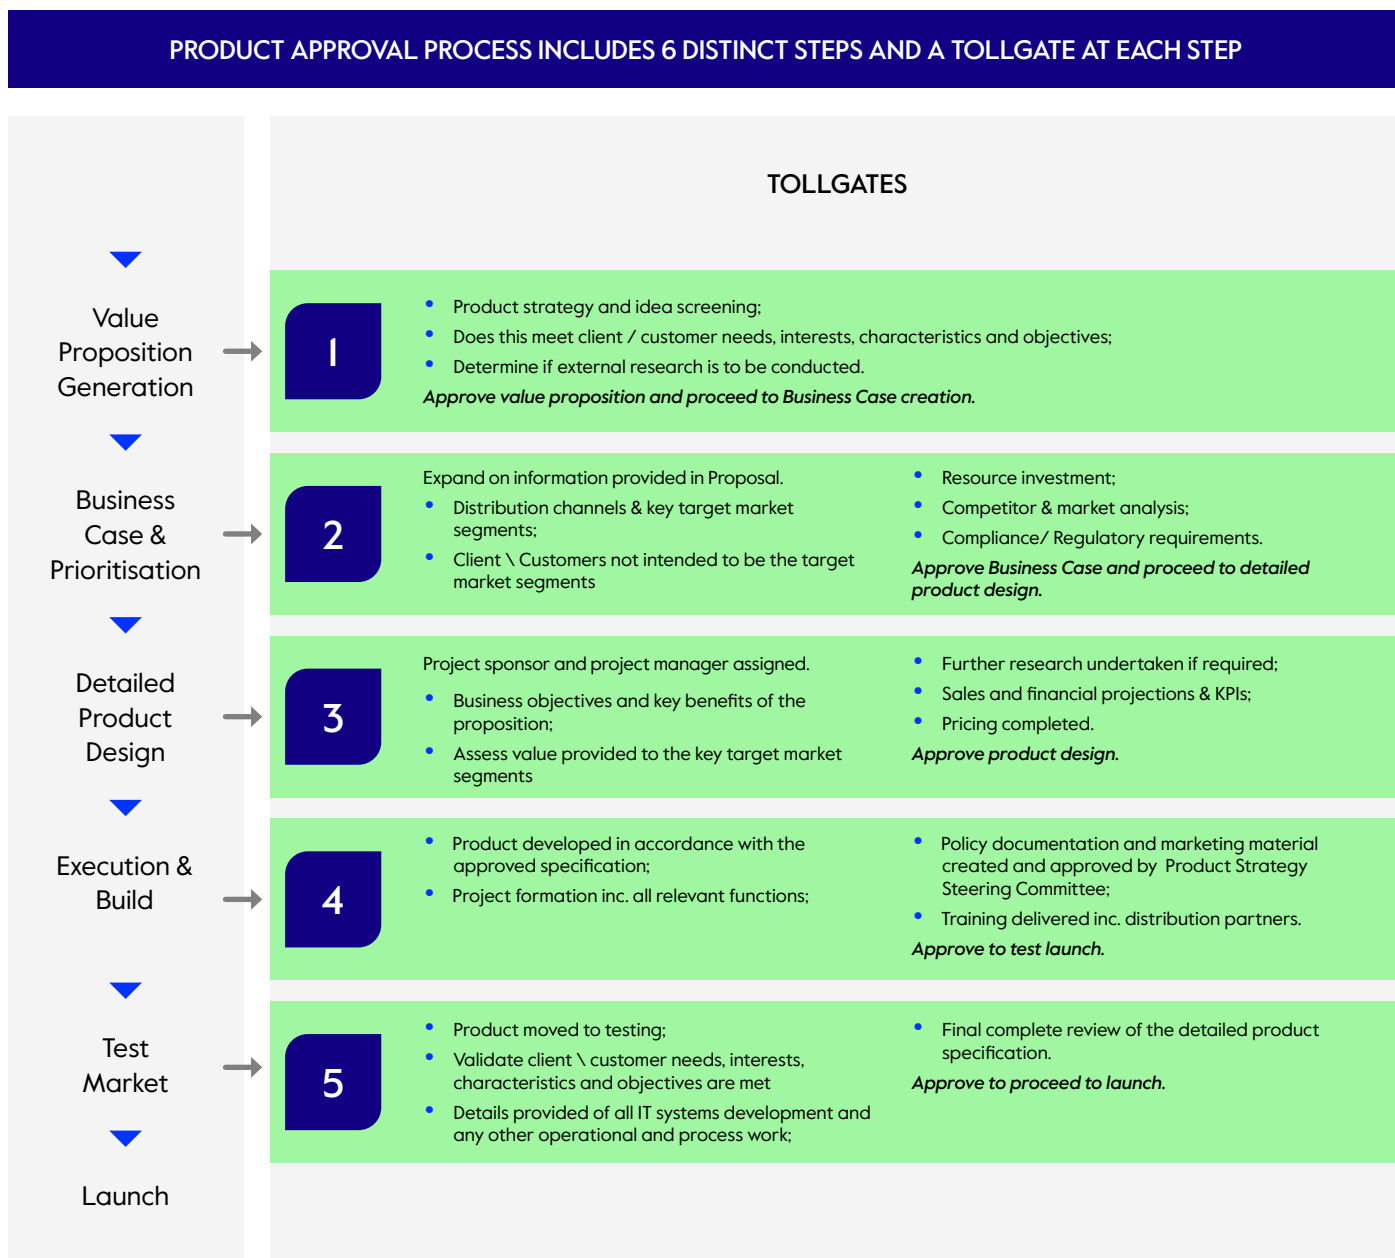 PRODUCT APPROVAL PROCESS INCLUDES 6 DISTINCT STEPS AND A TOLLGATE AT EACH STEP
TOLLGATES
Value
Proposition
Generation
1
• Product strategy and idea screening;
• Does this meet client / customer needs, interests, characteristics and objectives;
• Determine if external research is to be conducted.
Approve value proposition and proceed to Business Case creation.
Business
Case &
Prioritisation
2
Expand on information provided in Proposal.
• Distribution channels & key target market
segments;
• Client \ Customers not intended to be the target
market segments
• Resource investment;
• Competitor & market analysis;
• Compliance/ Regulatory requirements.
Approve Business Case and proceed to detailed
product design.
Detailed
Product
Design
3
Project sponsor and project manager assigned.
• Business objectives and key benefits of the
proposition;
• Assess value provided to the key target market
segments
• Further research undertaken if required;
• Sales and financial projections & KPIs;
• Pricing completed.
Approve product design.
Execution &
Build
4
• Product developed in accordance with the
approved specification;
• Project formation inc. all relevant functions;
• Policy documentation and marketing material
created and approved by Product Strategy
Steering Committee;
• Training delivered inc. distribution partners.
Approve to test launch.
Test
Market
5
• Product moved to testing;
• Validate client \ customer needs, interests,
characteristics and objectives are met
• Details provided of all IT systems development and
any other operational and process work;
• Final complete review of the detailed product
specification.
Approve to proceed to launch.
Launch